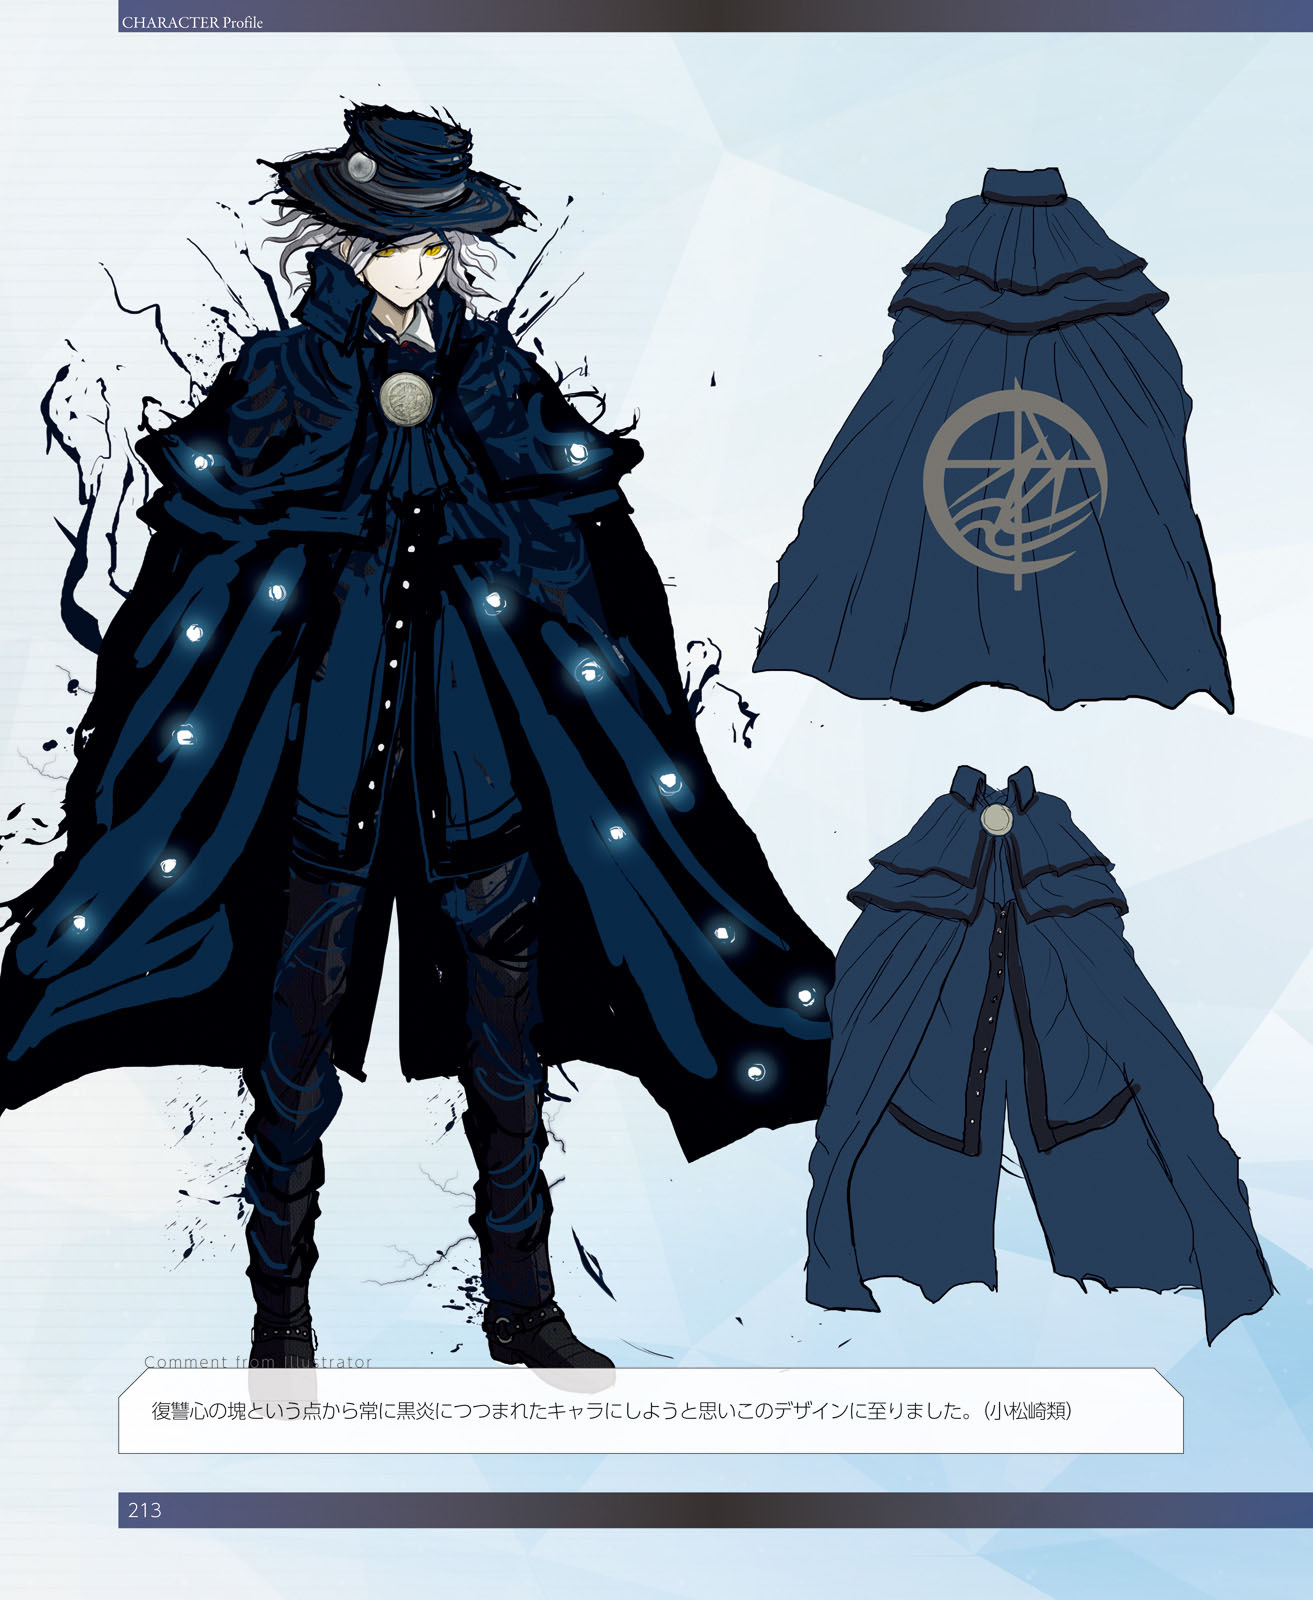 CHARACTER Profile
Comment from Illustrator
復讐心の塊という点から常に黒炎につつまれたキャラにしようと思いこのデザインに至りました。（小松崎類）
213